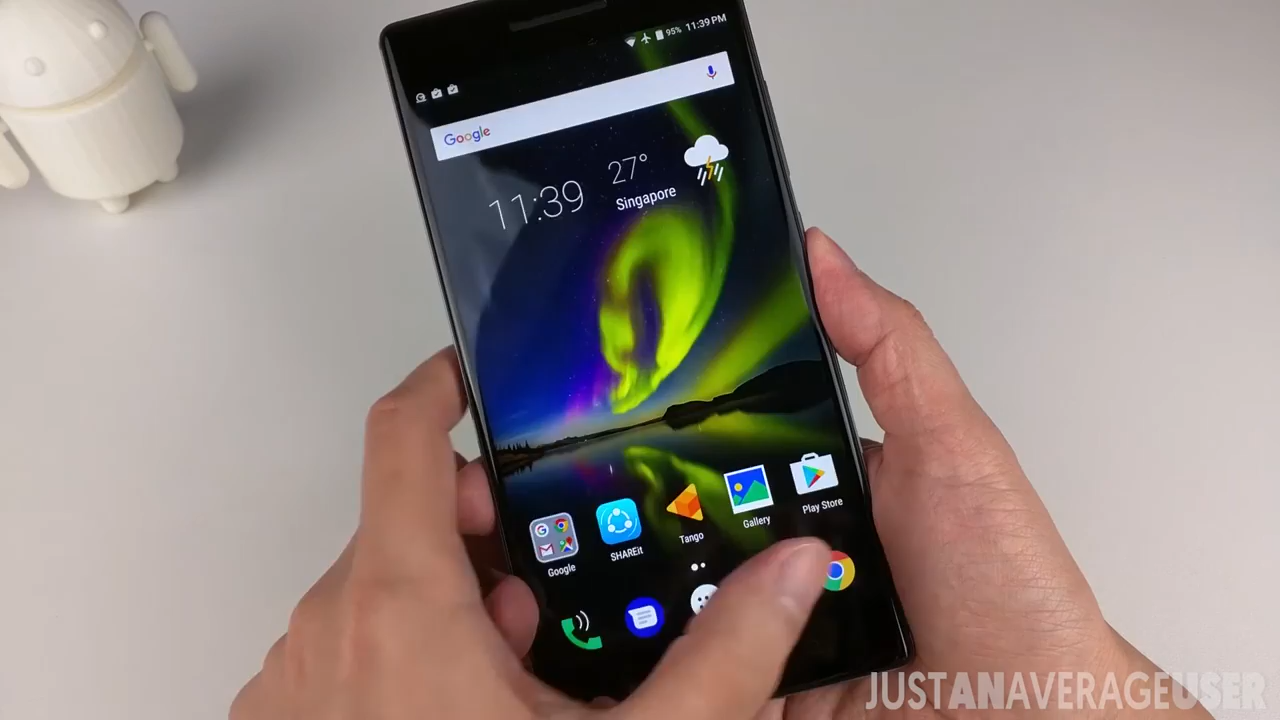 95% 11:39 PM
Google
11:39
27°
Singapore
Google
SHAREit
Tango
Gallery
Play Store
JUSTANAVERAGEUSER